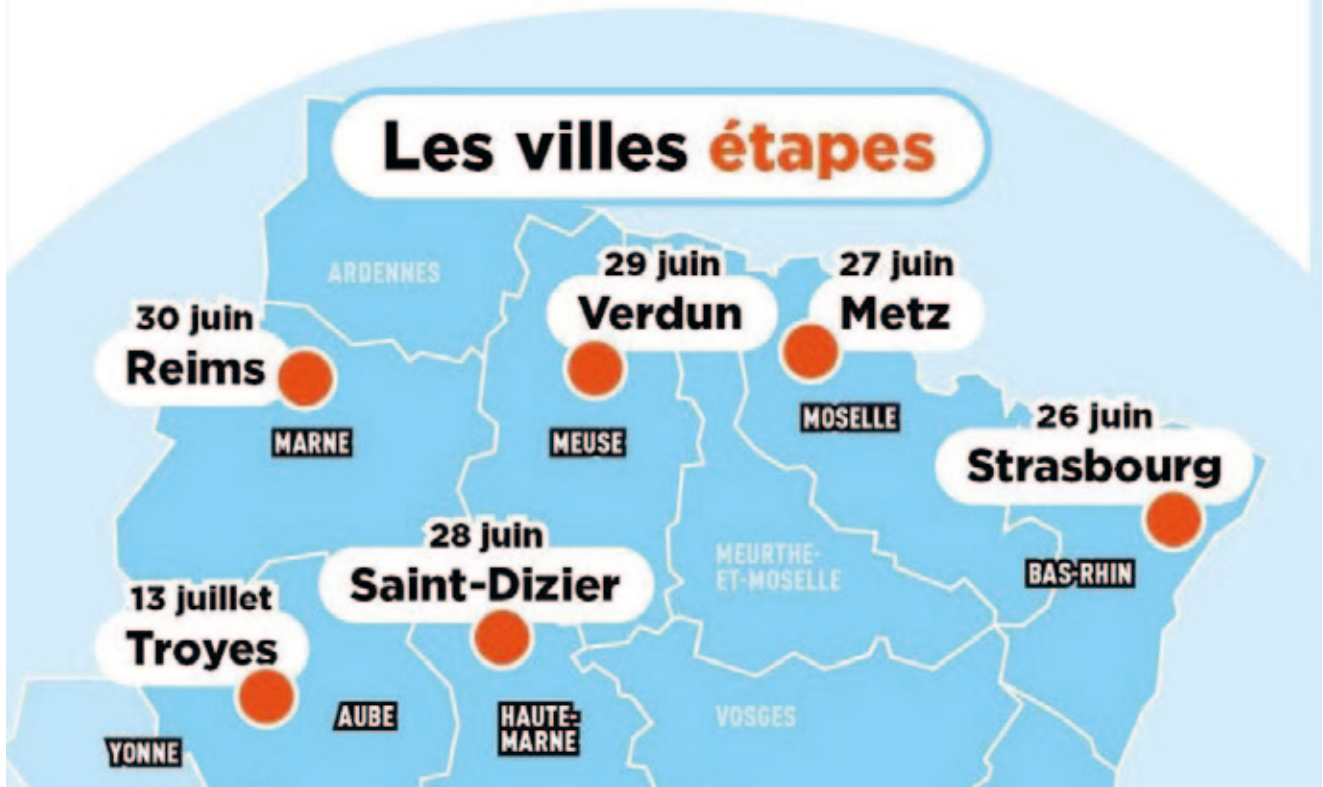 Les villes étapes
ARDENNES
29 juin
Verdun
27 juin
Metz
30 juin
Reims
MARNE
MEUSE
MOSELLE
26 juin
Strasbourg
28 juin
Saint-Dizier
MEURTHE-
ET-MOSELLE
BAS-RHIN
13 juillet
Troyes
AUBE
HAUTE-
MARNE
VOSGES
YONNE